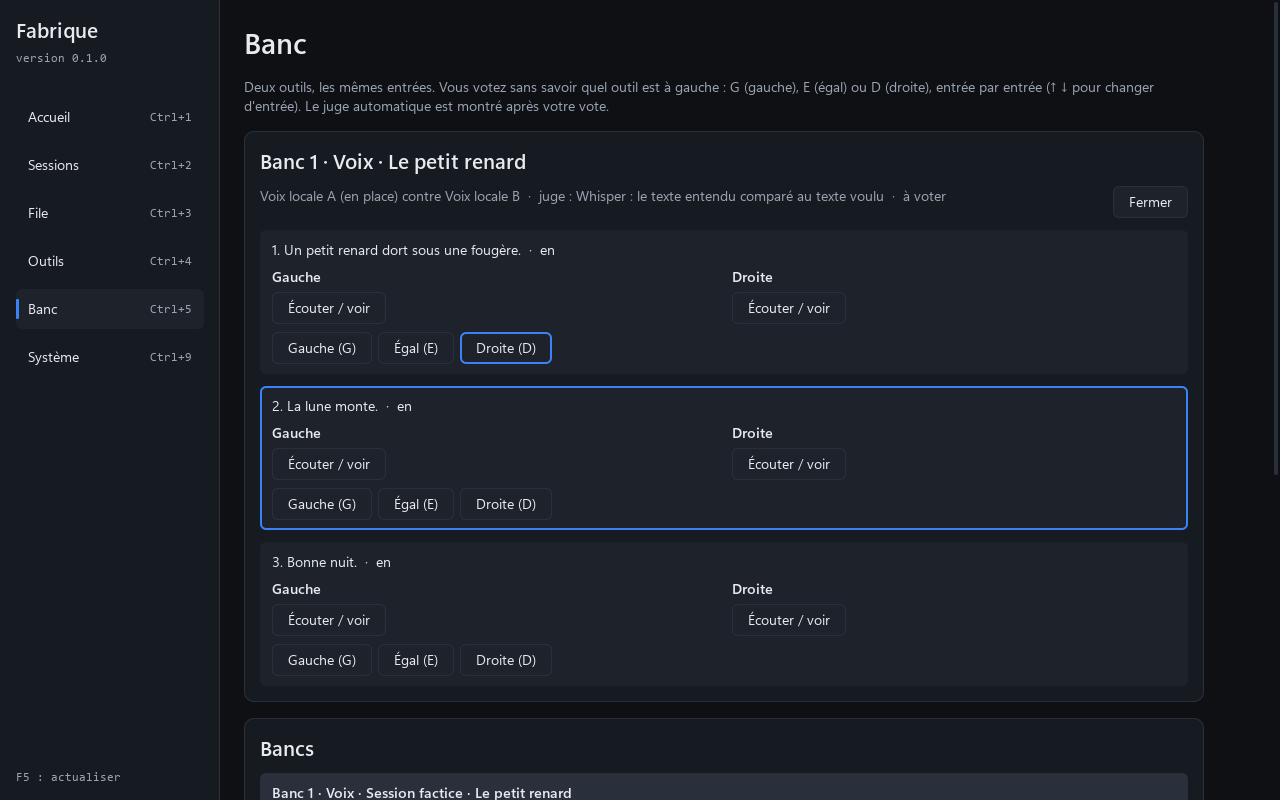 Fabrique
version 0.1.0
Accueil Ctrl+1
Sessions Ctrl+2
File Ctrl+3
Outils Ctrl+4
Banc Ctrl+5
Système Ctrl+9
F5 : actualiser
Banc
Deux outils, les mêmes entrées. Vous votez sans savoir quel outil est à gauche : G (gauche), E (égal) ou D (droite), entrée par entrée (↑ ↓ pour changer
d'entrée). Le juge automatique est montré après votre vote.
Banc 1 · Voix · Le petit renard
Voix locale A (en place) contre Voix locale B · juge : Whisper : le texte entendu comparé au texte voulu · à voter
Fermer
1. Un petit renard dort sous une fougère. · en
Gauche Droite
Écouter / voir Écouter / voir
Gauche (G) Égal (E) Droite (D)
2. La lune monte. · en
Gauche Droite
Écouter / voir Écouter / voir
Gauche (G) Égal (E) Droite (D)
3. Bonne nuit. · en
Gauche Droite
Écouter / voir Écouter / voir
Gauche (G) Égal (E) Droite (D)
Bancs
Banc 1 · Voix · Session factice · Le petit renard